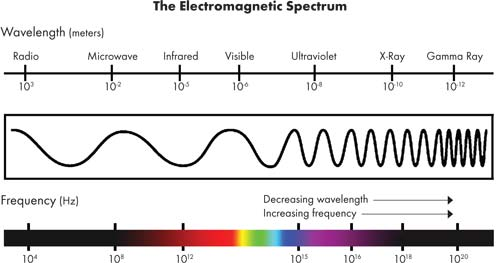 The Electromagnetic Spectrum
Wavelength (meters)
Radio Microwave Infrared Visible Ultraviolet X-Ray Gamma Ray
10³ 10⁻² 10⁻⁵ 10⁻⁶ 10⁻⁸ 10⁻¹⁰ 10⁻¹²
Frequency (Hz)
Decreasing wavelength
Increasing frequency
10⁴ 10⁸ 10¹² 10¹⁵ 10¹⁶ 10¹⁸ 10²⁰